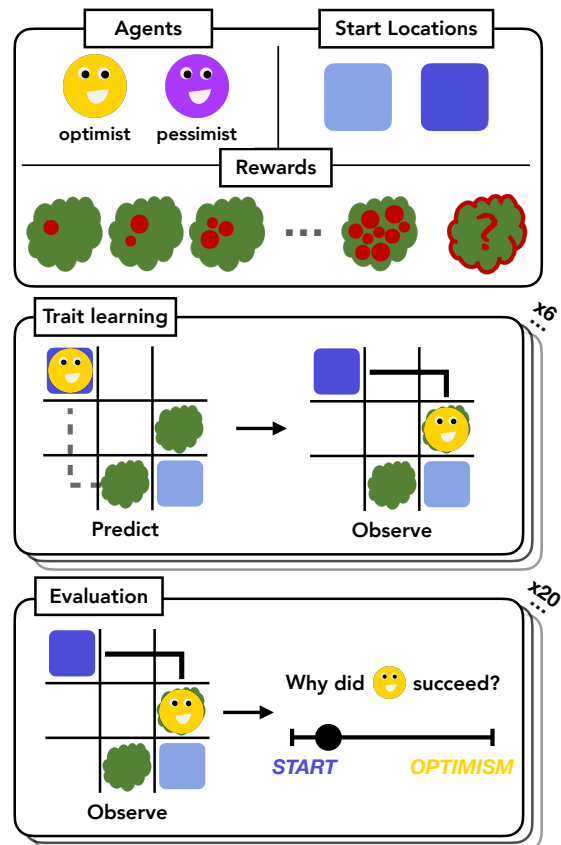 Agents
Start Locations
optimist
pessimist
Rewards
...
?
Trait learning
x6
...
Predict
Observe
Evaluation
x20
...
Why did succeed?
START
OPTIMISM
Observe